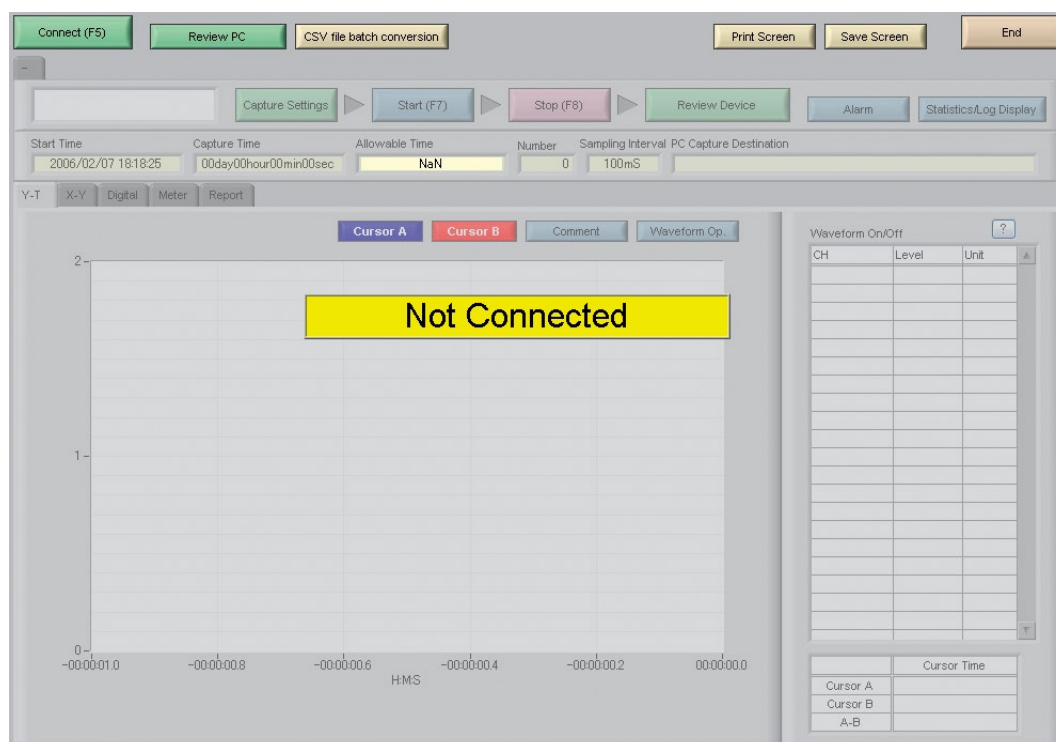 Connect (F5) Review PC CSV file batch conversion Print Screen Save Screen End
-
Capture Settings Start (F7) Stop (F8) Review Device Alarm Statistics/Log Display
Start Time Capture Time Allowable Time Number Sampling Interval PC Capture Destination
2006/02/07 18:18:25 00day00hour00min00sec NaN 0 100mS
Y-T X-Y Digital Meter Report
Cursor A Cursor B Comment Waveform Op.
Waveform On/Off ?
CH Level Unit
2
Not Connected
1
0
-00:00:01.0 -00:00:00.8 -00:00:00.6 -00:00:00.4 -00:00:00.2 00:00:00.0
H:M:S
Cursor Time
Cursor A
Cursor B
A-B